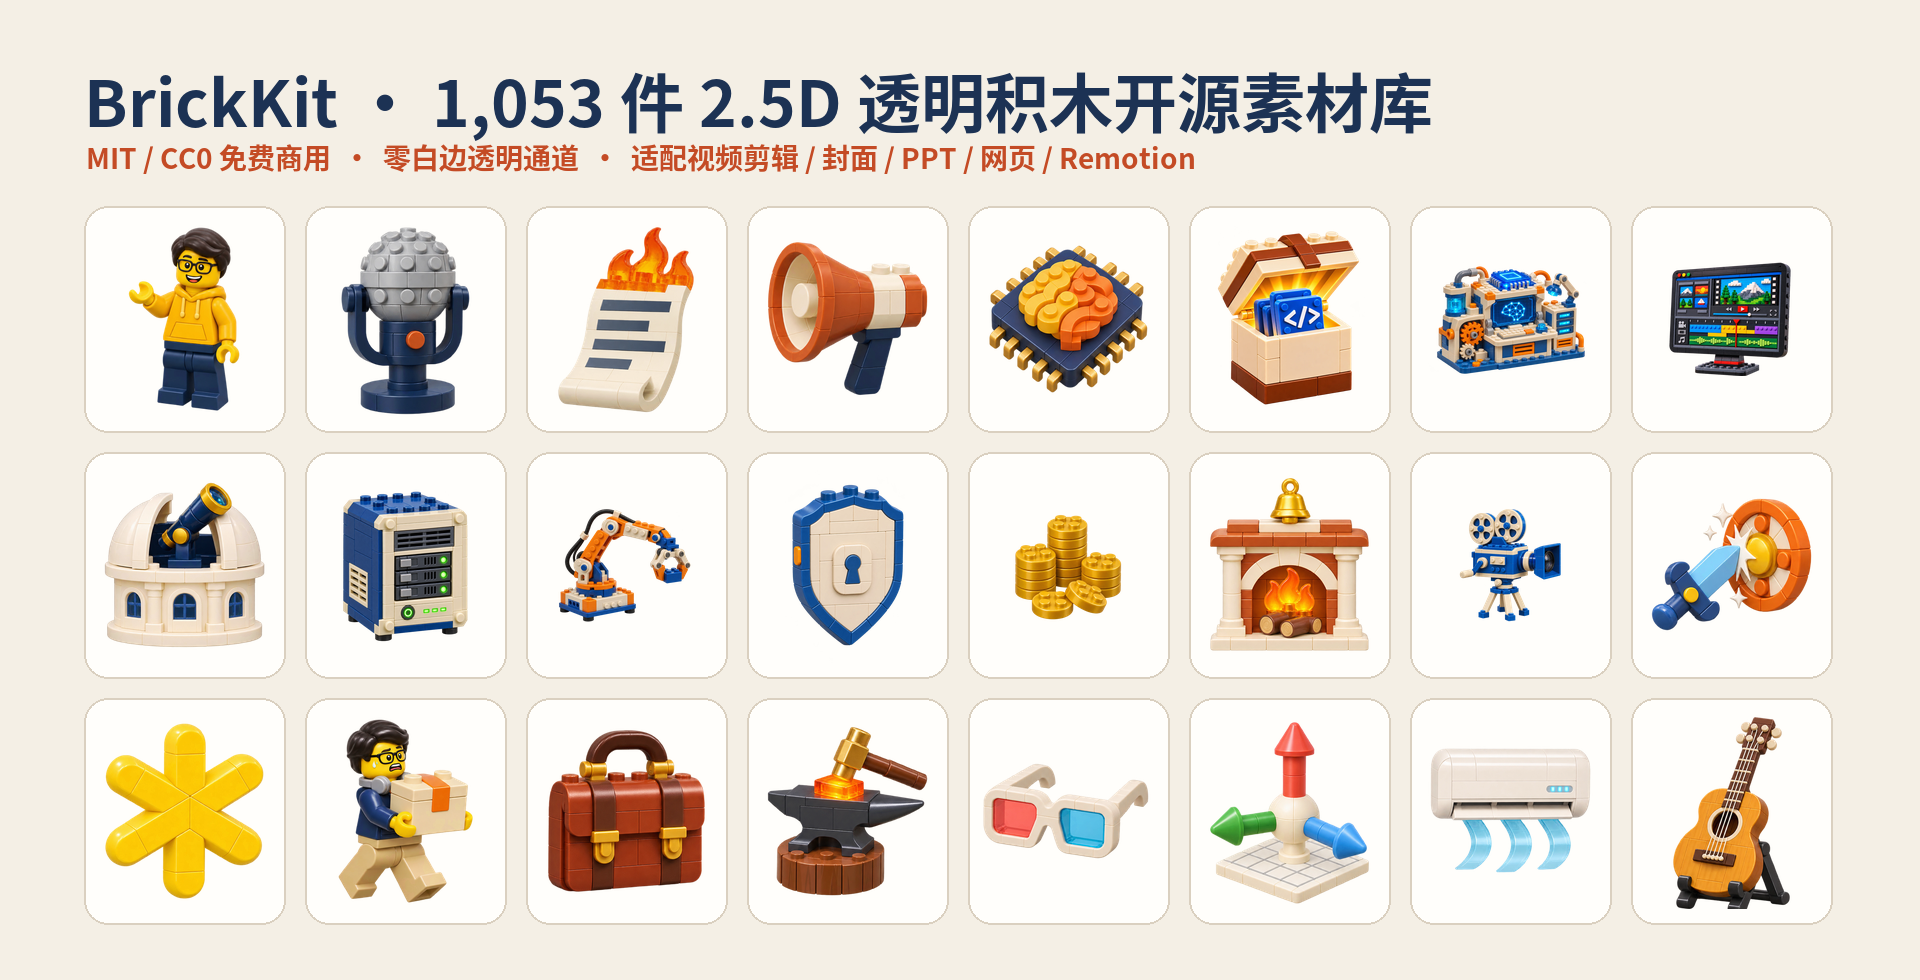 BrickKit · 1,053 件 2.5D 透明积木开源素材库
MIT / CC0 免费商用 · 零白边透明通道 · 适配视频剪辑 / 封面 / PPT / 网页 / Remotion
</>